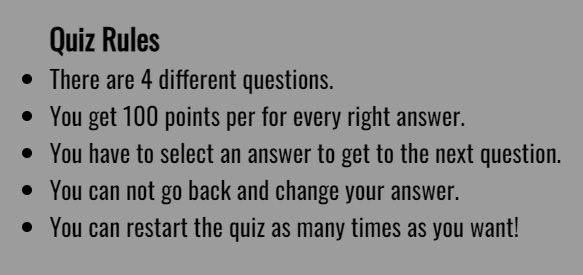 Quiz Rules
• There are 4 different questions.
• You get 100 points per for every right answer.
• You have to select an answer to get to the next question.
• You can not go back and change your answer.
• You can restart the quiz as many times as you want!